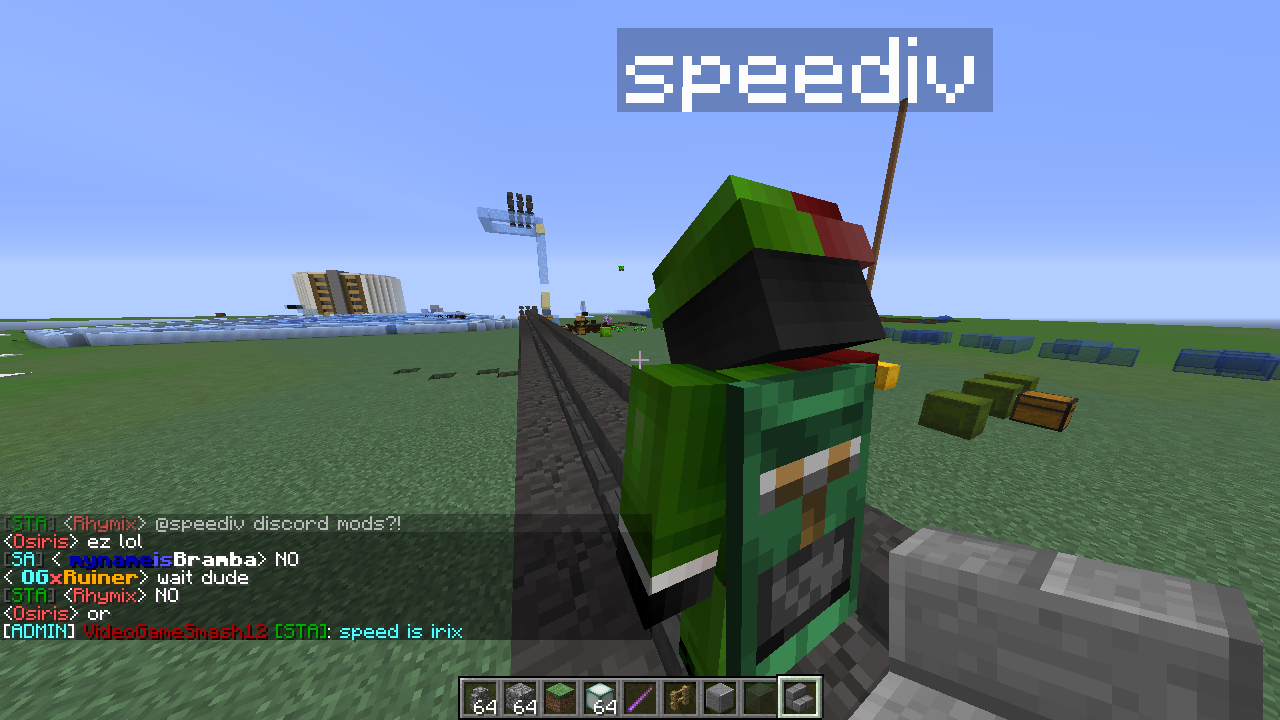 speediv
[STA] <Rhymix> @speediv discord mods?!
<Osiris> ez lol
[SA] < mynameisBramba> NO
< OGxRuiner> wait dude
[STA] <Rhymix> NO
<Osiris> or
[ADMIN] VideoGameSmash12 [STA]: speed is irix
64 64 64